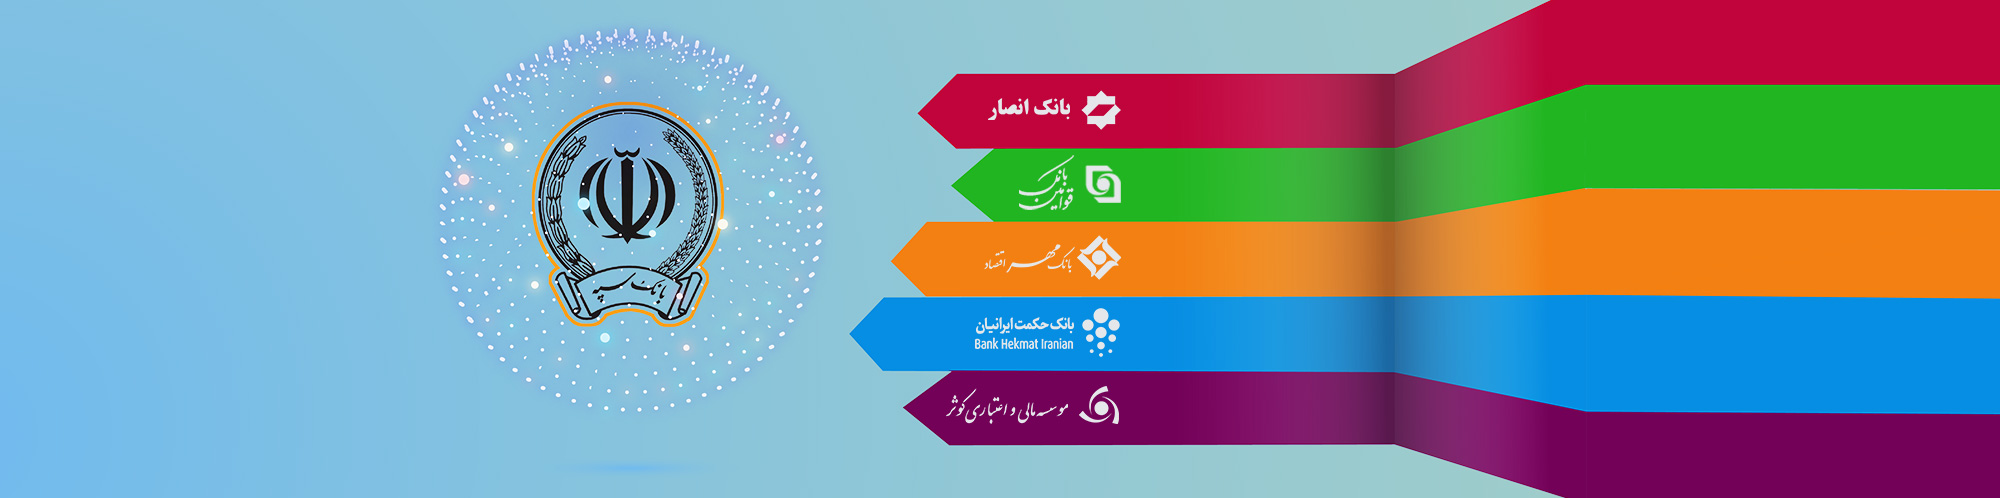 بانک سپه
بانک انصار
بانک
قوامین
بانک مهر اقتصاد
بانک حکمت ایرانیان
Bank Hekmat Iranian
موسسه مالی و اعتباری کوثر